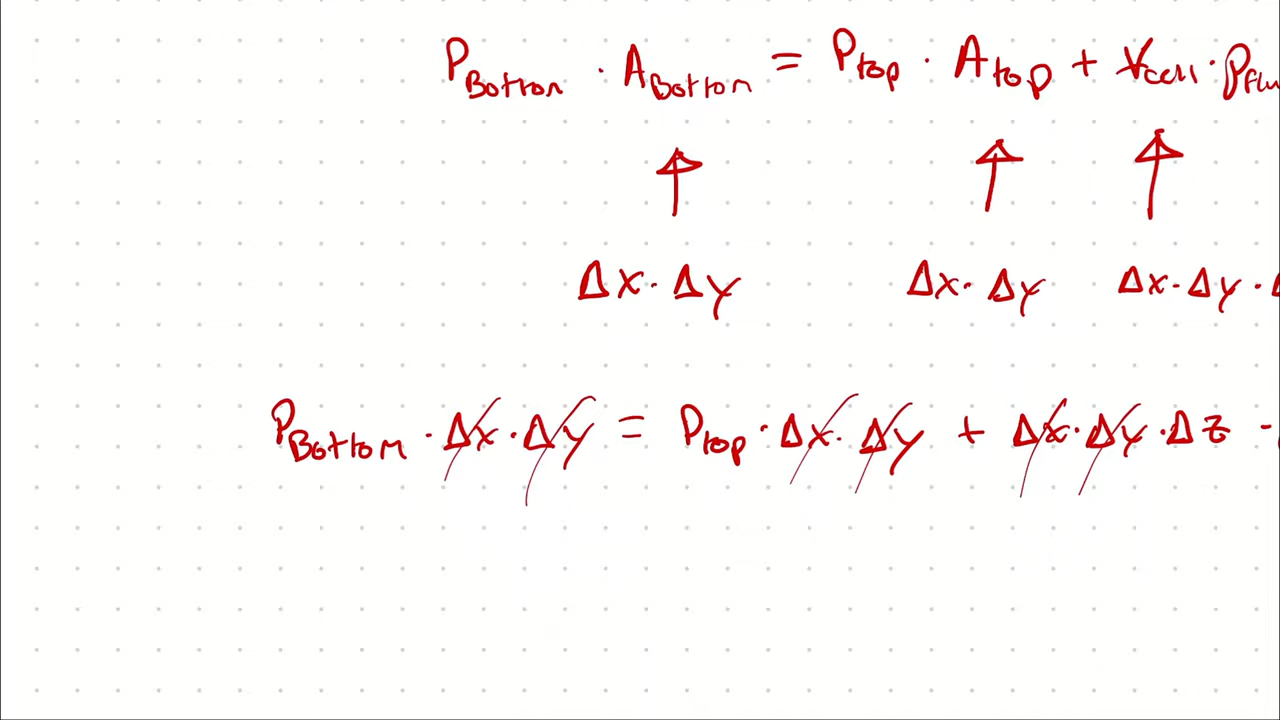 P_Bottom · A_Bottom = P_top · A_top + V_cell · ρ_flu
Δx · Δy Δx · Δy Δx · Δy · Δ
P_Bottom · Δx · Δy = P_top · Δx · Δy + Δx · Δy · Δz ·